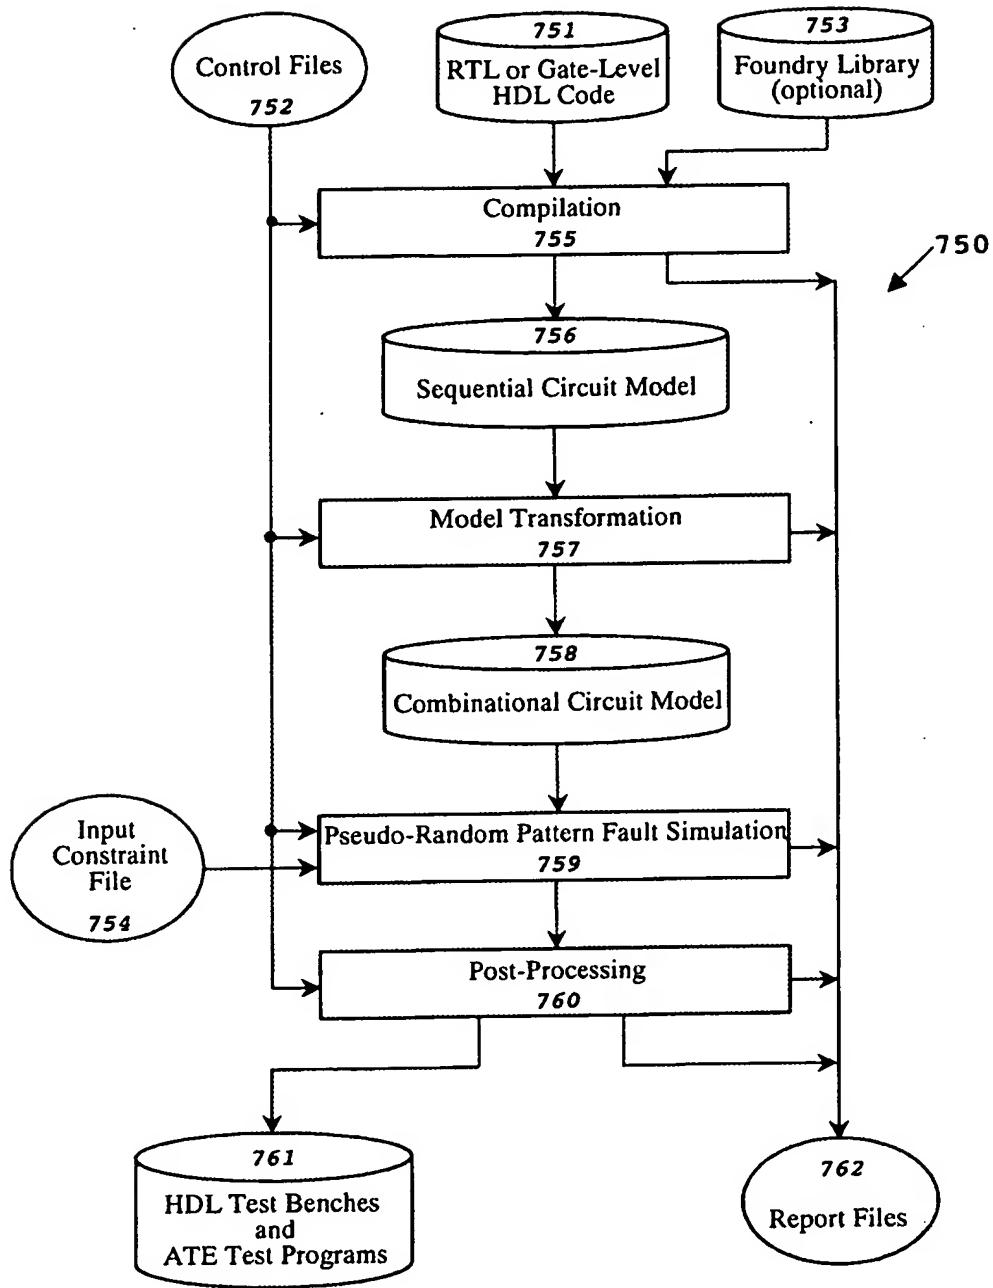 Control Files
752
751
RTL or Gate-Level
HDL Code
753
Foundry Library
(optional)
Compilation
755
750
756
Sequential Circuit Model
Model Transformation
757
758
Combinational Circuit Model
Input
Constraint
File
754
Pseudo-Random Pattern Fault Simulation
759
Post-Processing
760
761
HDL Test Benches
and
ATE Test Programs
762
Report Files